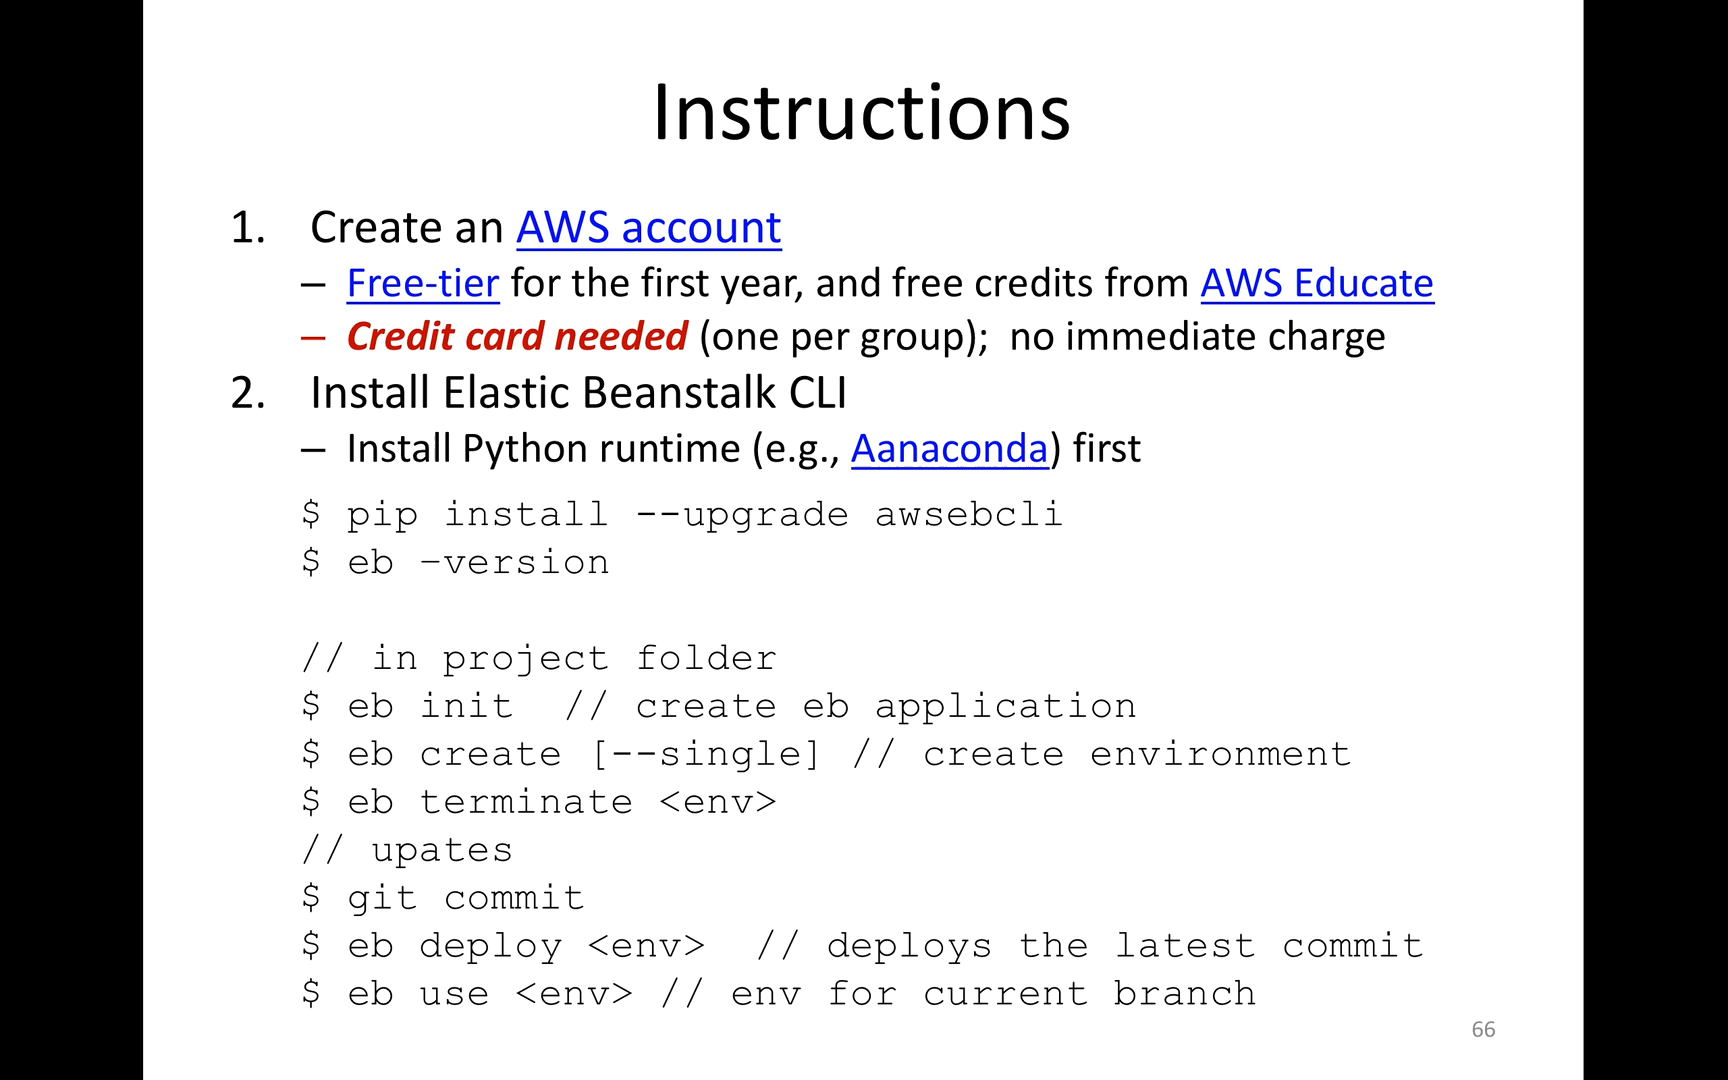 Instructions
1. Create an AWS account
– Free-tier for the first year, and free credits from AWS Educate
– Credit card needed (one per group); no immediate charge
2. Install Elastic Beanstalk CLI
– Install Python runtime (e.g., Aanaconda) first
$ pip install --upgrade awsebcli
$ eb –version
// in project folder
$ eb init // create eb application
$ eb create [--single] // create environment
$ eb terminate <env>
// upates
$ git commit
$ eb deploy <env> // deploys the latest commit
$ eb use <env> // env for current branch
66